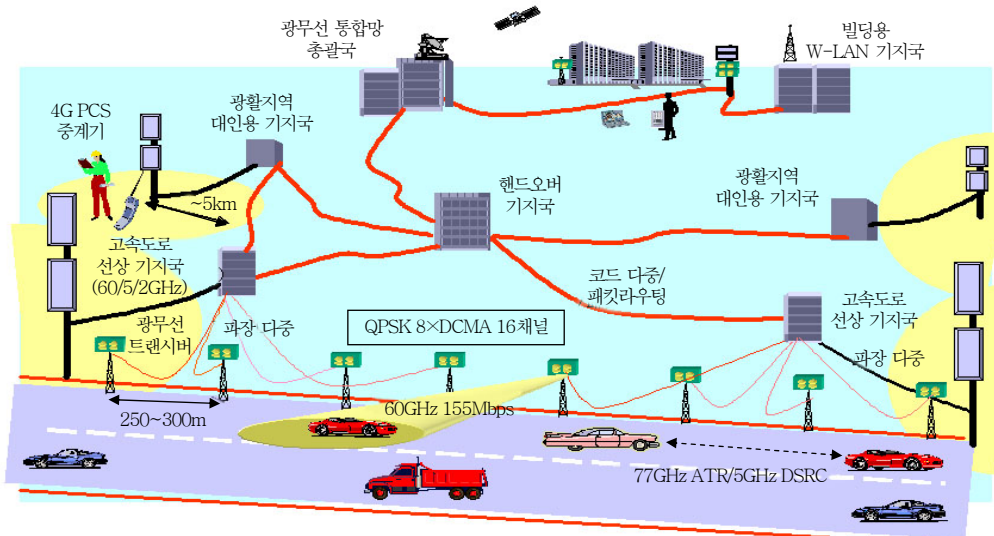 광무선 통합망
총괄국
빌딩용
W-LAN 기지국
4G PCS
중계기
광활지역
대인용 기지국
~5km
핸드오버
기지국
광활지역
대인용 기지국
고속도로
선상 기지국
(60/5/2GHz)
코드 다중/
패킷라우팅
고속도로
선상 기지국
광무선
트랜시버
파장 다중
QPSK 8×DCMA 16채널
파장 다중
250~300m
60GHz 155Mbps
77GHz ATR/5GHz DSRC